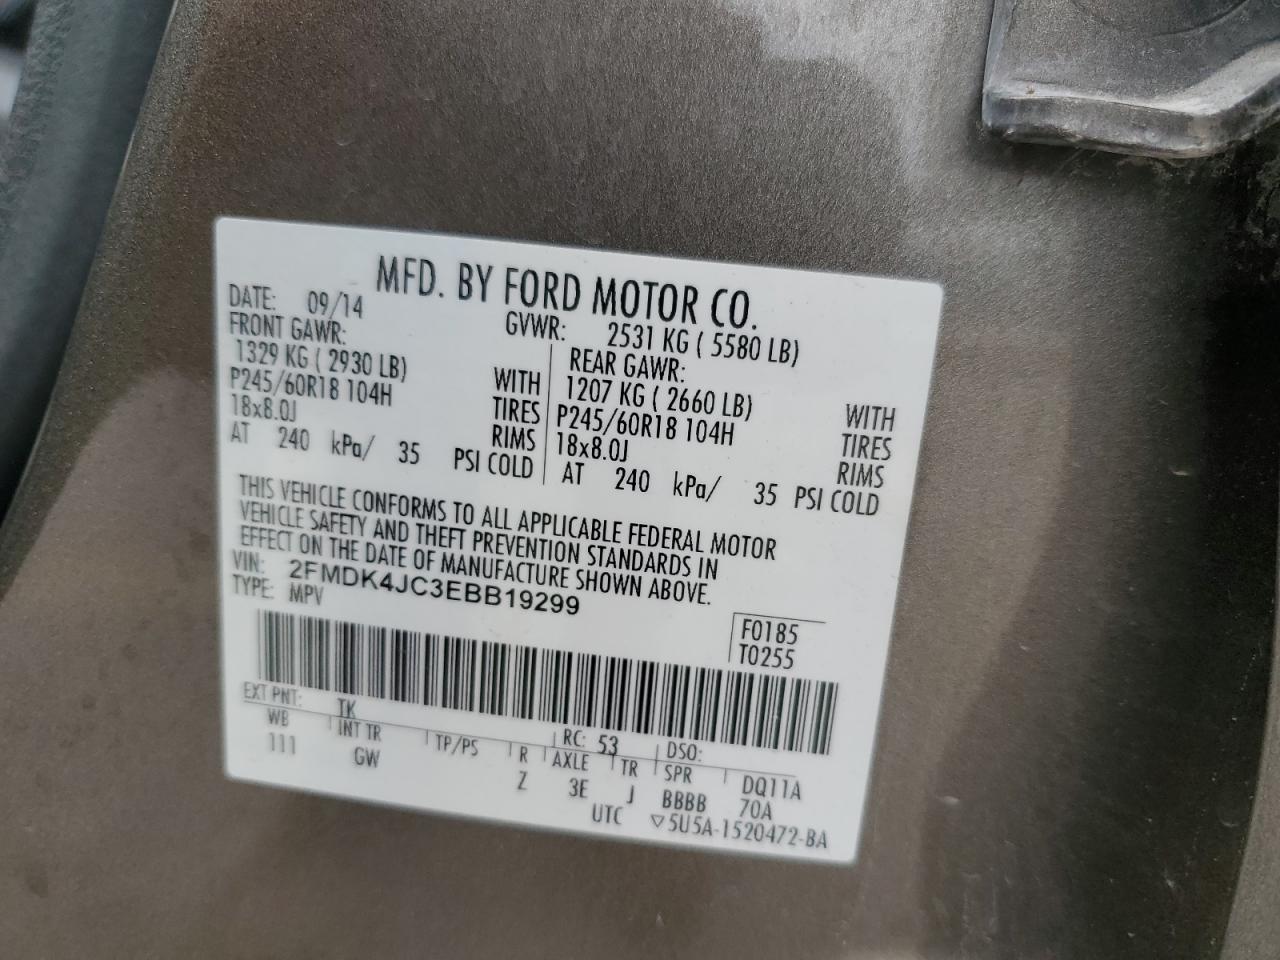 MFD. BY FORD MOTOR CO.
DATE: 09/14 GVWR: 2531 KG ( 5580 LB)
FRONT GAWR: REAR GAWR:
1329 KG ( 2930 LB) WITH 1207 KG ( 2660 LB) WITH
P245/60R18 104H TIRES P245/60R18 104H TIRES
18x8.0J RIMS 18x8.0J RIMS
AT 240 kPa/ 35 PSI COLD AT 240 kPa/ 35 PSI COLD
THIS VEHICLE CONFORMS TO ALL APPLICABLE FEDERAL MOTOR
VEHICLE SAFETY AND THEFT PREVENTION STANDARDS IN
EFFECT ON THE DATE OF MANUFACTURE SHOWN ABOVE.
VIN: 2FMDK4JC3EBB19299
TYPE: MPV
F0185
T0255
EXT PNT: TK RC: 53 DSO:
WB INT TR TP/PS R AXLE TR SPR DQ11A
111 GW Z 3E J BBBB 70A
UTC ▽5U5A-1520472-BA